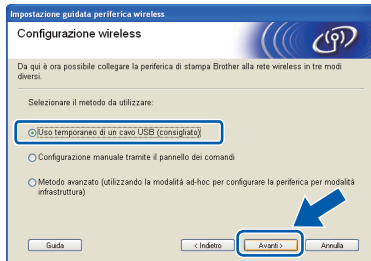 Impostazione guidata periferica wireless
Configurazione wireless
Da qui è ora possibile collegare la periferica di stampa Brother alla rete wireless in tre modi
diversi.
Selezionare il metodo da utilizzare:
Uso temporaneo di un cavo USB (consigliato)
Configurazione manuale tramite il pannello dei comandi
Metodo avanzato (utilizzando la modalità ad-hoc per configurare la periferica per modalità
infrastruttura)
Guida
< Indietro
Avanti >
Annulla